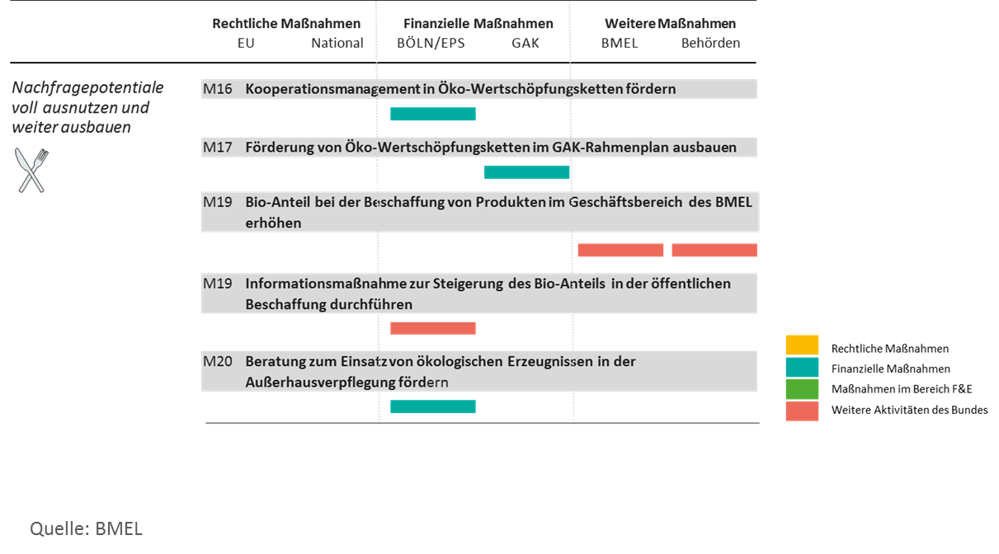 Rechtliche Maßnahmen Finanzielle Maßnahmen Weitere Maßnahmen
EU National BÖLN/EPS GAK BMEL Behörden
Nachfragepotentiale
voll ausnutzen und
weiter ausbauen
M16 Kooperationsmanagement in Öko-Wertschöpfungsketten fördern
M17 Förderung von Öko-Wertschöpfungsketten im GAK-Rahmenplan ausbauen
M19 Bio-Anteil bei der Beschaffung von Produkten im Geschäftsbereich des BMEL
erhöhen
M19 Informationsmaßnahme zur Steigerung des Bio-Anteils in der öffentlichen
Beschaffung durchführen
M20 Beratung zum Einsatz von ökologischen Erzeugnissen in der
Außerhausverpflegung fördern
Rechtliche Maßnahmen
Finanzielle Maßnahmen
Maßnahmen im Bereich F&E
Weitere Aktivitäten des Bundes
Quelle: BMEL